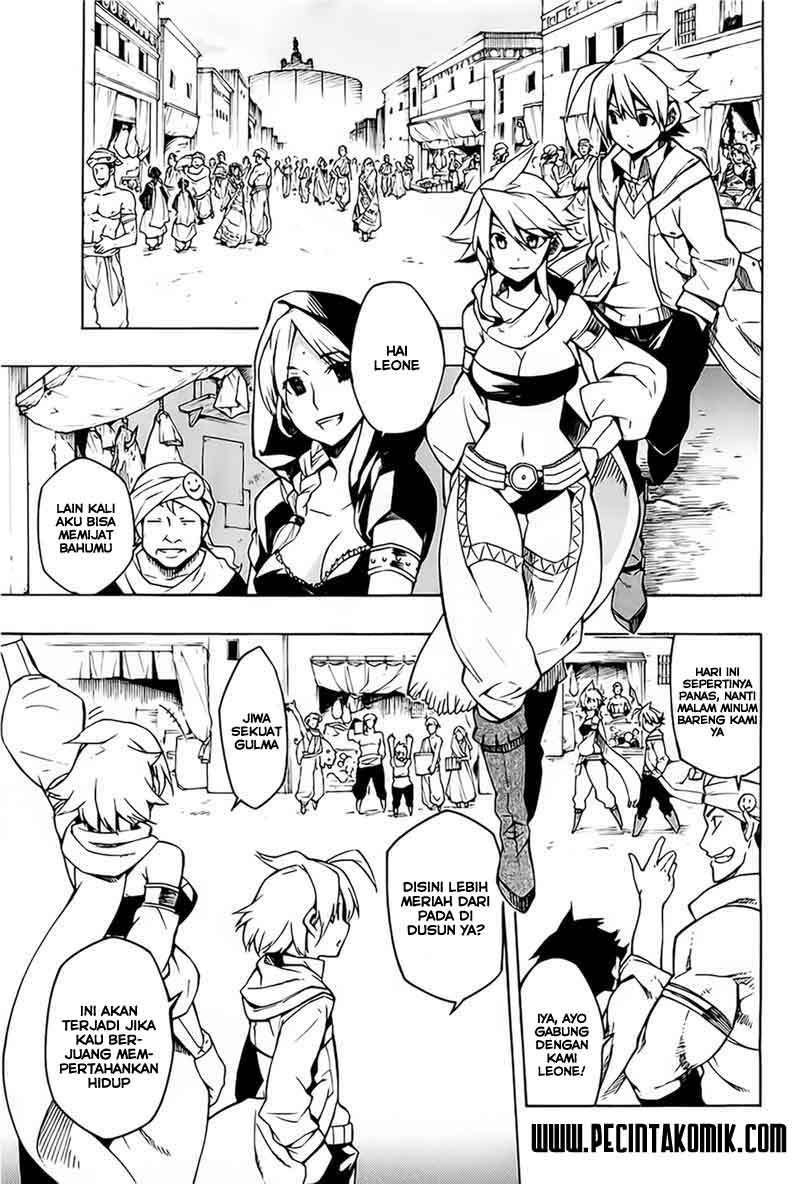 HAI
LEONE
LAIN KALI
AKU BISA
MEMIJAT
BAHUMU
HARI INI
SEPERTINYA
PANAS, NANTI
MALAM MINUM
BARENG KAMI
YA
IYA, AYO
GABUNG
DENGAN
KAMI
LEONE!
JIWA
SEKUAT
GULMA
DISINI LEBIH
MERIAH DARI
PADA DI
DUSUN YA?
INI AKAN
TERJADI JIKA
KAU BER-
JUANG MEM-
PERTAHANKAN
HIDUP
WWW.PECINTAKOMIK.COM